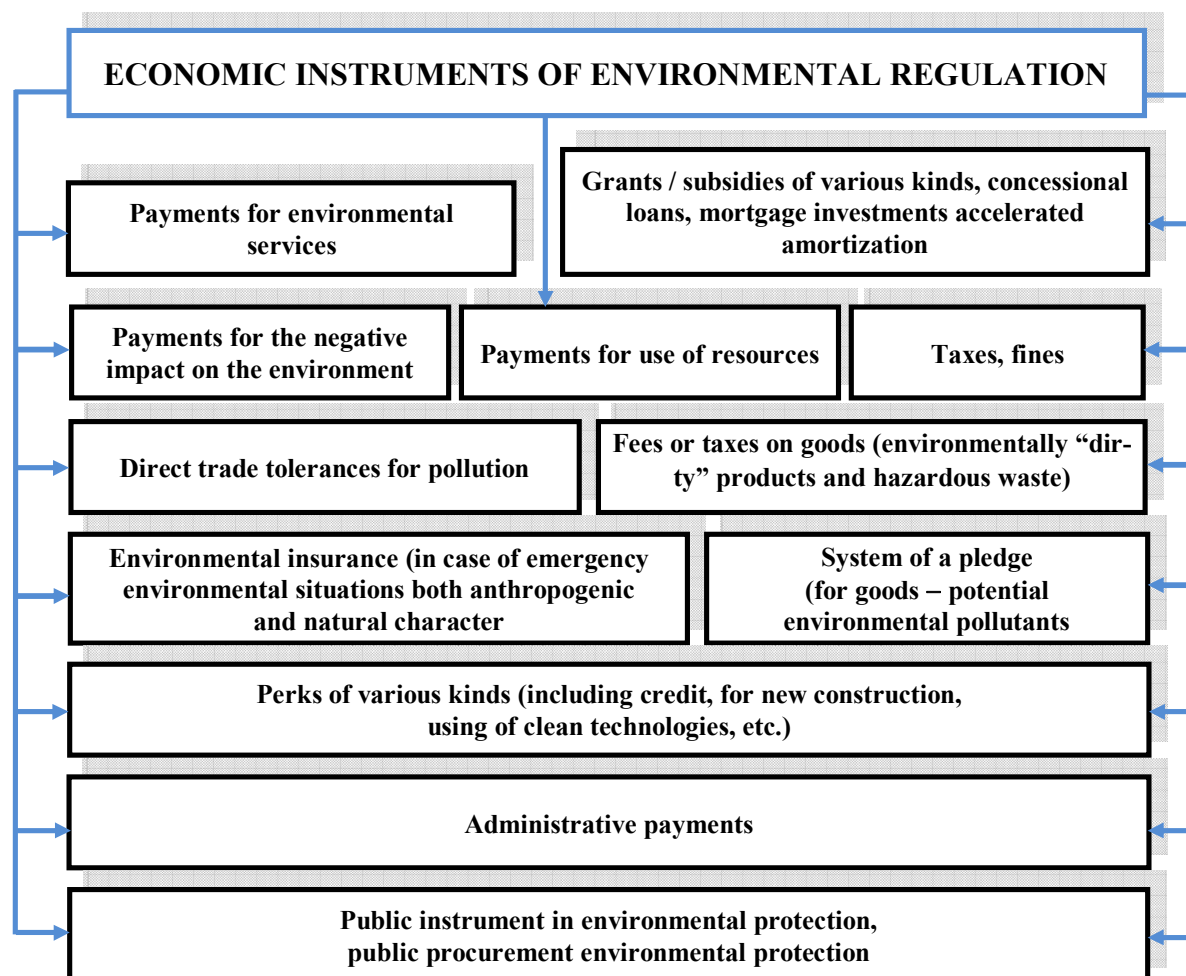 ECONOMIC INSTRUMENTS OF ENVIRONMENTAL REGULATION
Payments for environmental
services
Grants / subsidies of various kinds, concessional
loans, mortgage investments accelerated
amortization
Payments for the negative
impact on the environment
Payments for use of resources
Taxes, fines
Direct trade tolerances for pollution
Fees or taxes on goods (environmentally “dir-
ty” products and hazardous waste)
Environmental insurance (in case of emergency
environmental situations both anthropogenic
and natural character
System of a pledge
(for goods – potential
environmental pollutants
Perks of various kinds (including credit, for new construction,
using of clean technologies, etc.)
Administrative payments
Public instrument in environmental protection,
public procurement environmental protection